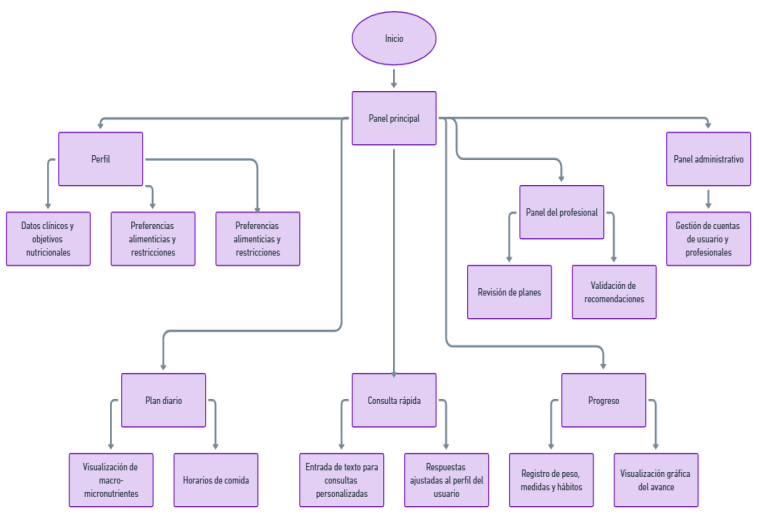 Inicio
Panel principal
Perfil
Panel administrativo
Panel del profesional
Datos clínicos y
objetivos
nutricionales
Preferencias
alimenticias y
restricciones
Preferencias
alimenticias y
restricciones
Gestión de cuentas
de usuario y
profesionales
Revisión de planes
Validación de
recomendaciones
Plan diario
Consulta rápida
Progreso
Visualización de
macro-
micronutrientes
Horarios de comida
Entrada de texto para
consultas
personalizadas
Respuestas
ajustadas al perfil del
usuario
Registro de peso,
medidas y hábitos
Visualización gráfica
del avance